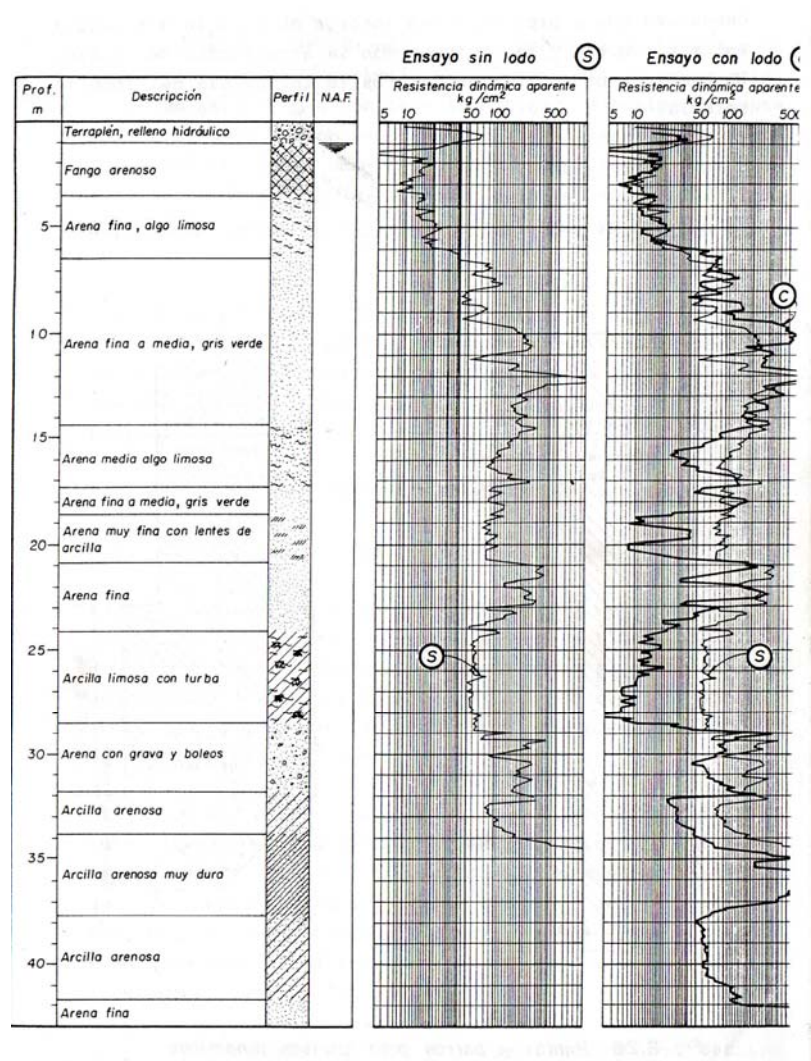 Ensayo sin lodo
S
Ensayo con lodo
Prof.
m
Descripción
Perfil
N.A.F.
Resistencia dinámica aparente
kg/cm²
5 10 50 100 500
Resistencia dinámica aparente
kg/cm²
5 10 50 100
Terraplén, relleno hidráulico
Fango arenoso
5
Arena fina, algo limosa
C
10
Arena fina a media, gris verde
15
Arena media algo limosa
Arena fina a media, gris verde
Arena muy fina con lentes de
arcilla
20
Arena fina
25
S
S
Arcilla limosa con turba
30
Arena con grava y boleos
Arcilla arenosa
35
Arcilla arenosa muy dura
40
Arcilla arenosa
Arena fina